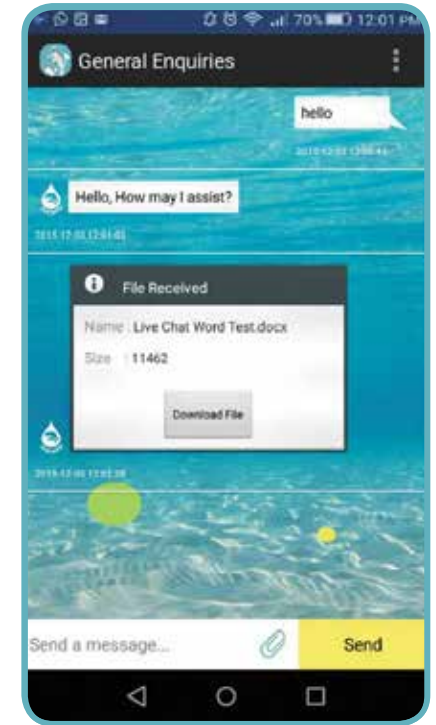 70% 12:01 PM
General Enquiries
hello
Hello, How may I assist?
File Received
Name : Live Chat Word Test.docx
Size : 11462
Download File
Send a message...
Send